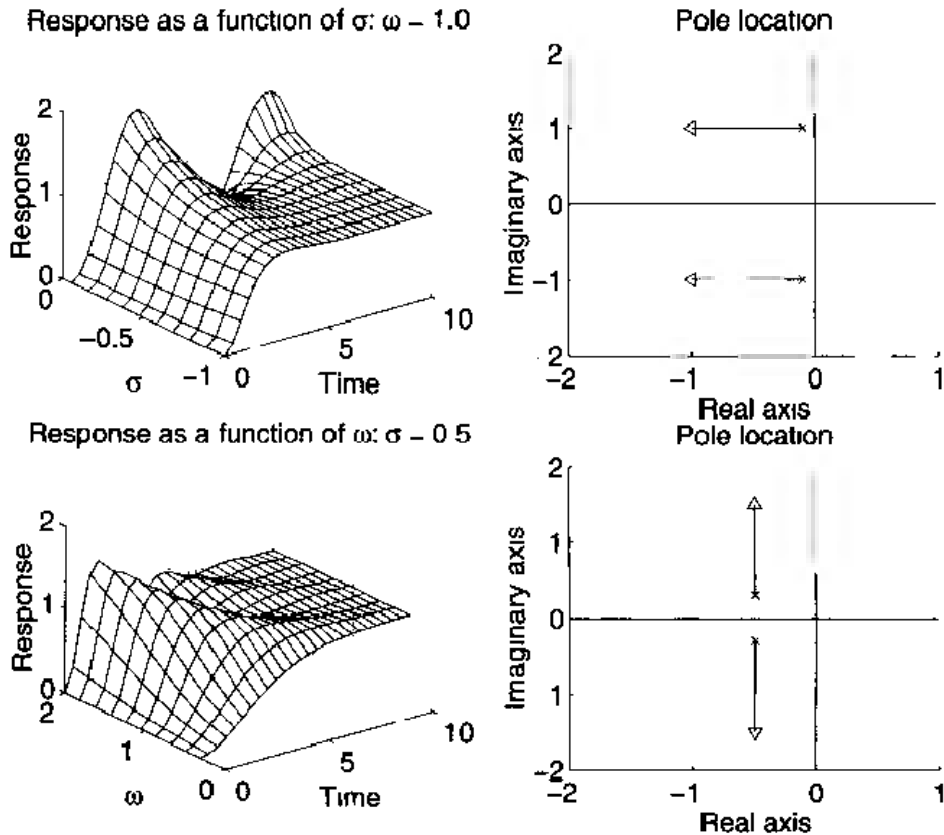 Response as a function of σ: ω – 1.0
Response
2
1
0
0
–0.5
–1
σ
0
5
10
Time
Pole location
Imaginary axis
2
1
0
–1
–2
–2
–1
0
1
Real axis
Response as a function of ω: σ – 0 5
Response
2
1
0
2
1
0
ω
0
5
10
Time
Pole location
Imaginary axis
2
1
0
1
–2
–2
–1
0
1
Real axis